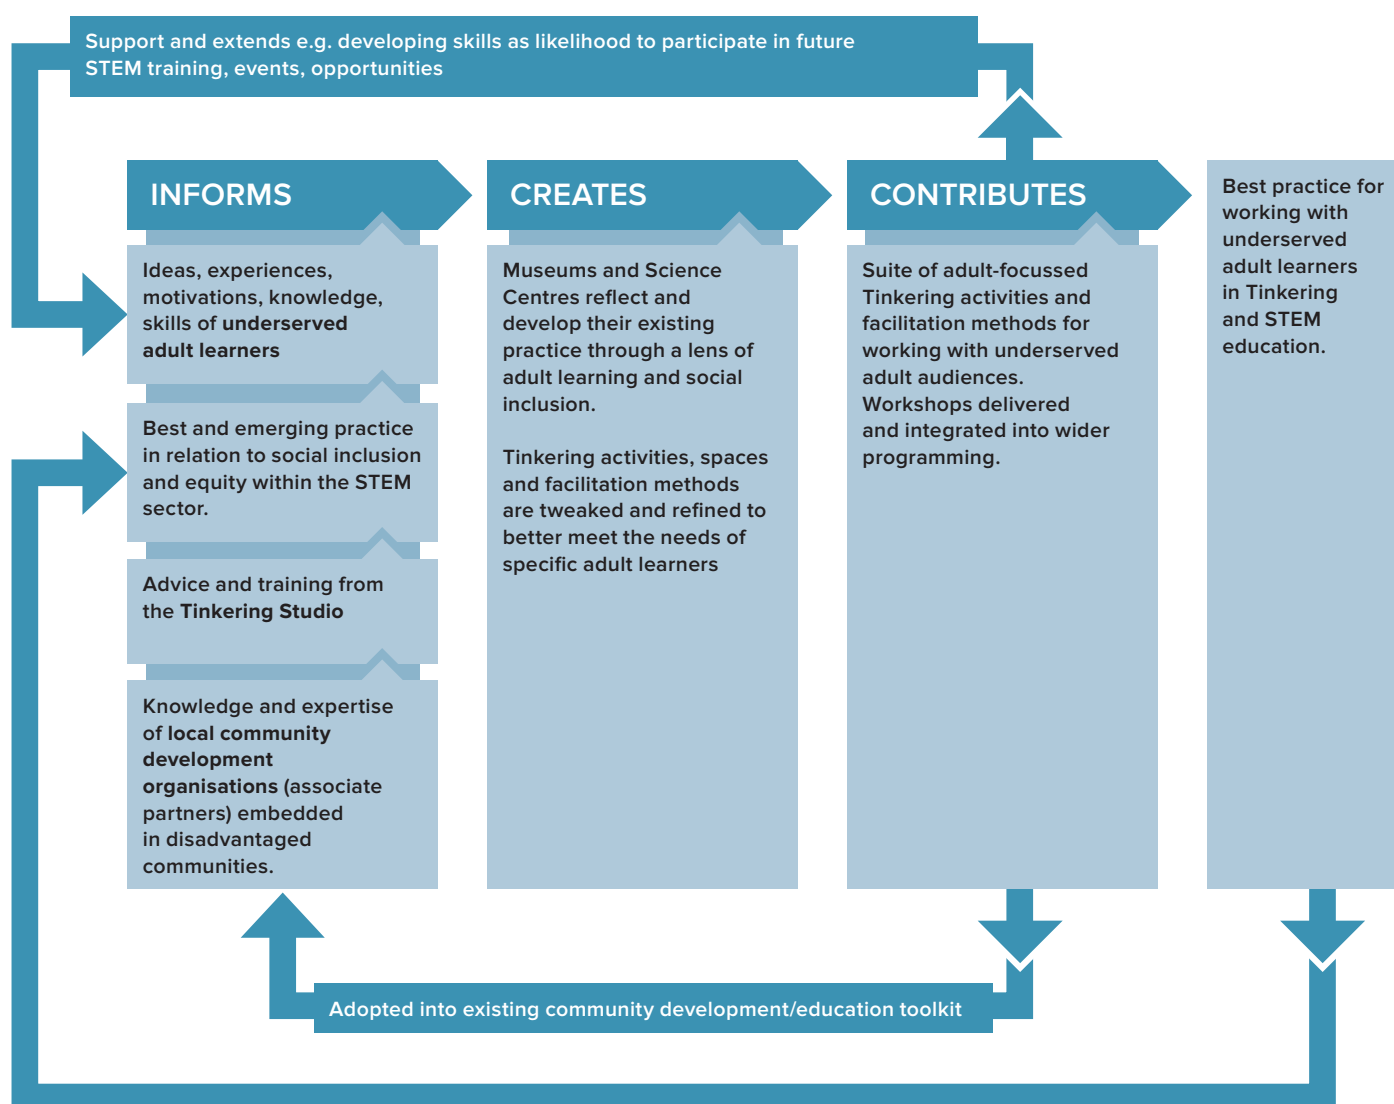 Support and extends e.g. developing skills as likelihood to participate in future
STEM training, events, opportunities
INFORMS
Ideas, experiences,
motivations, knowledge,
skills of underserved
adult learners
Best and emerging practice
in relation to social inclusion
and equity within the STEM
sector.
Advice and training from
the Tinkering Studio
Knowledge and expertise
of local community
development
organisations (associate
partners) embedded
in disadvantaged
communities.
CREATES
Museums and Science
Centres reflect and
develop their existing
practice through a lens of
adult learning and social
inclusion.
Tinkering activities, spaces
and facilitation methods
are tweaked and refined to
better meet the needs of
specific adult learners
CONTRIBUTES
Suite of adult-focussed
Tinkering activities and
facilitation methods for
working with underserved
adult audiences.
Workshops delivered
and integrated into wider
programming.
Best practice for
working with
underserved
adult learners
in Tinkering
and STEM
education.
Adopted into existing community development/education toolkit